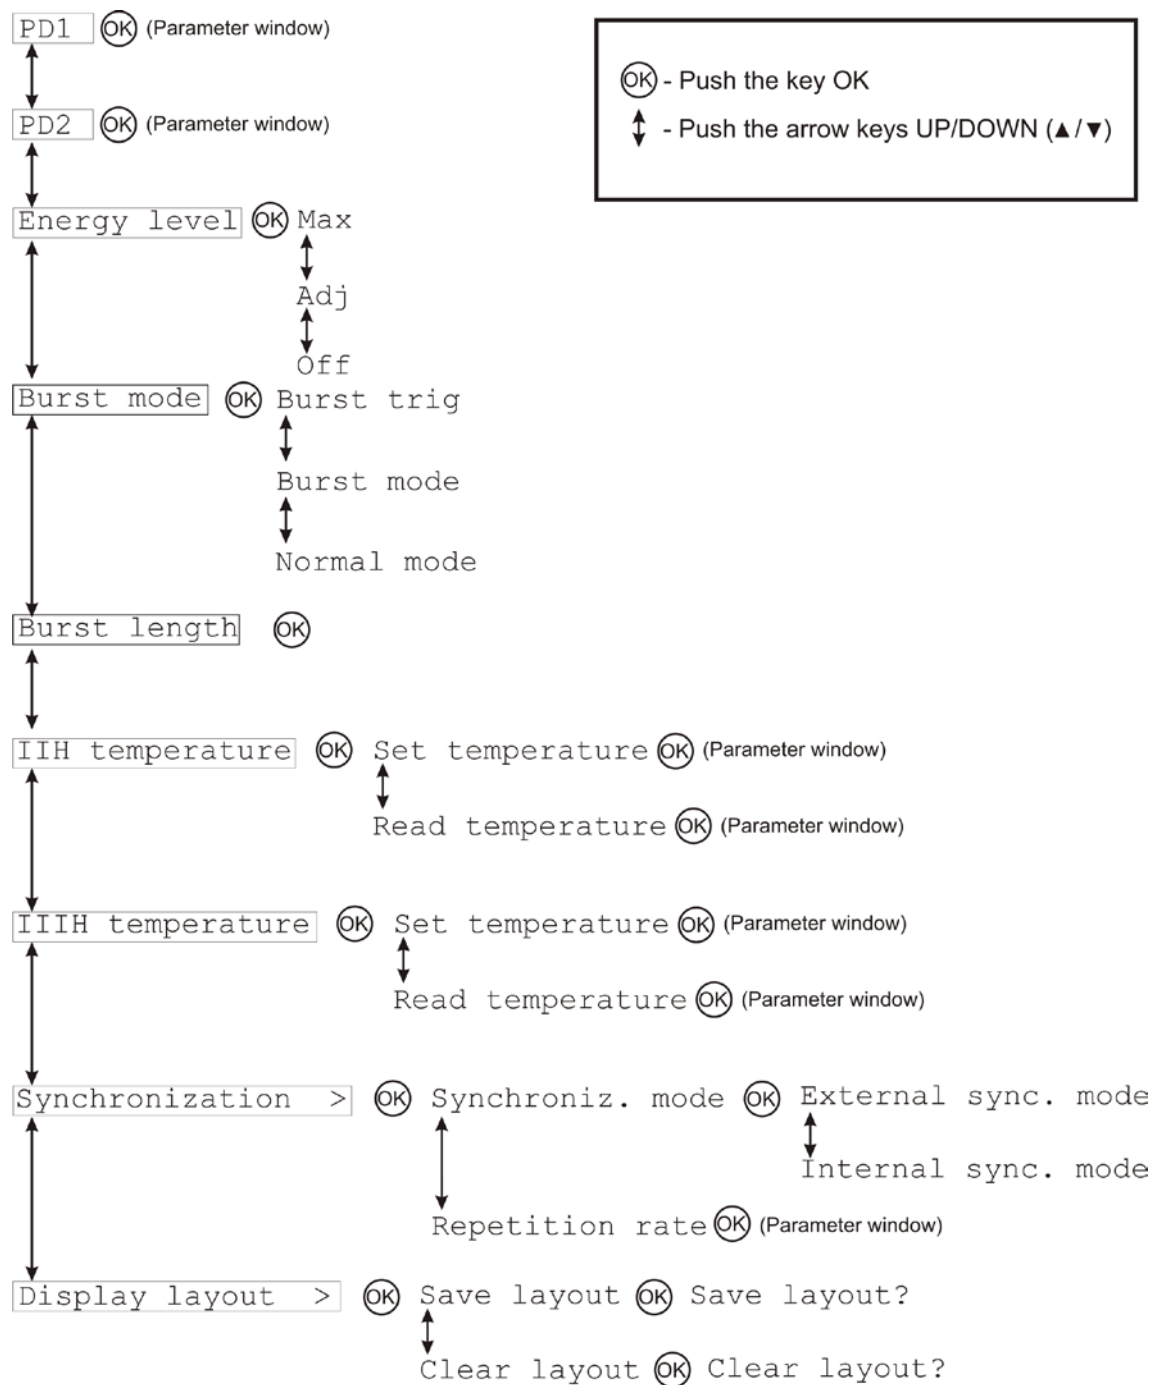 PD1 OK (Parameter window)
OK - Push the key OK
- Push the arrow keys UP/DOWN (▲/▼)
PD2 OK (Parameter window)
Energy level OK Max
Adj
Off
Burst mode OK Burst trig
Burst mode
Normal mode
Burst length OK
IIH temperature OK Set temperature OK (Parameter window)
Read temperature OK (Parameter window)
IIIH temperature OK Set temperature OK (Parameter window)
Read temperature OK (Parameter window)
Synchronization > OK Synchroniz. mode OK External sync. mode
Internal sync. mode
Repetition rate OK (Parameter window)
Display layout > OK Save layout OK Save layout?
Clear layout OK Clear layout?